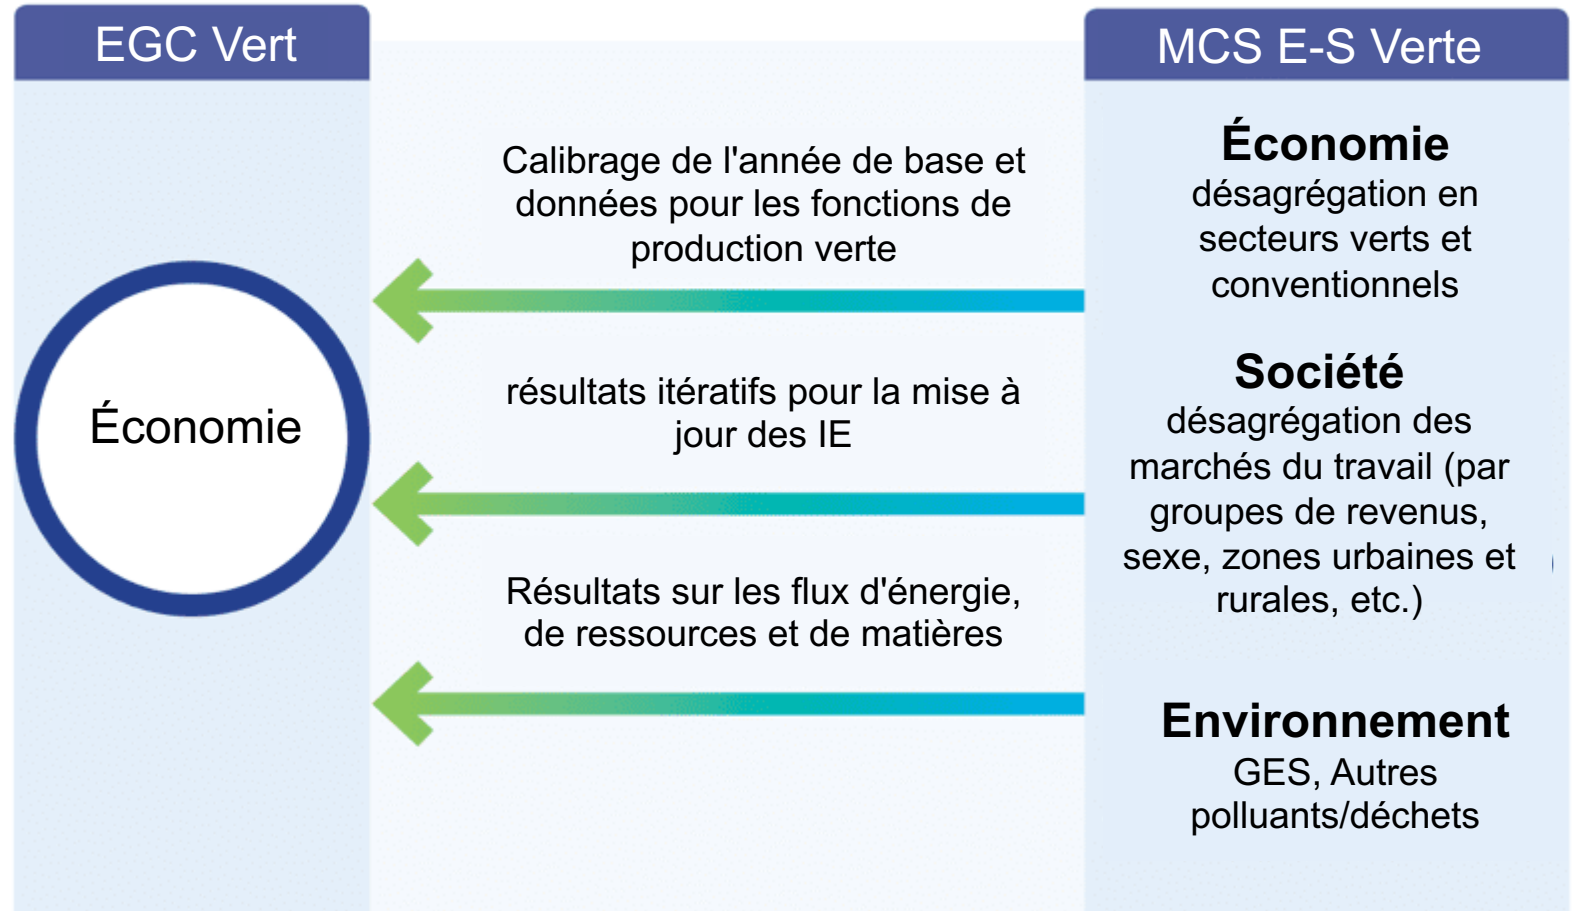 EGC Vert
Économie
Calibrage de l'année de base et
données pour les fonctions de
production verte
résultats itératifs pour la mise à
jour des IE
Résultats sur les flux d'énergie,
de ressources et de matières
MCS E-S Verte
Économie
désagrégation en
secteurs verts et
conventionnels
Société
désagrégation des
marchés du travail (par
groupes de revenus,
sexe, zones urbaines et
rurales, etc.)
Environnement
GES, Autres
polluants/déchets